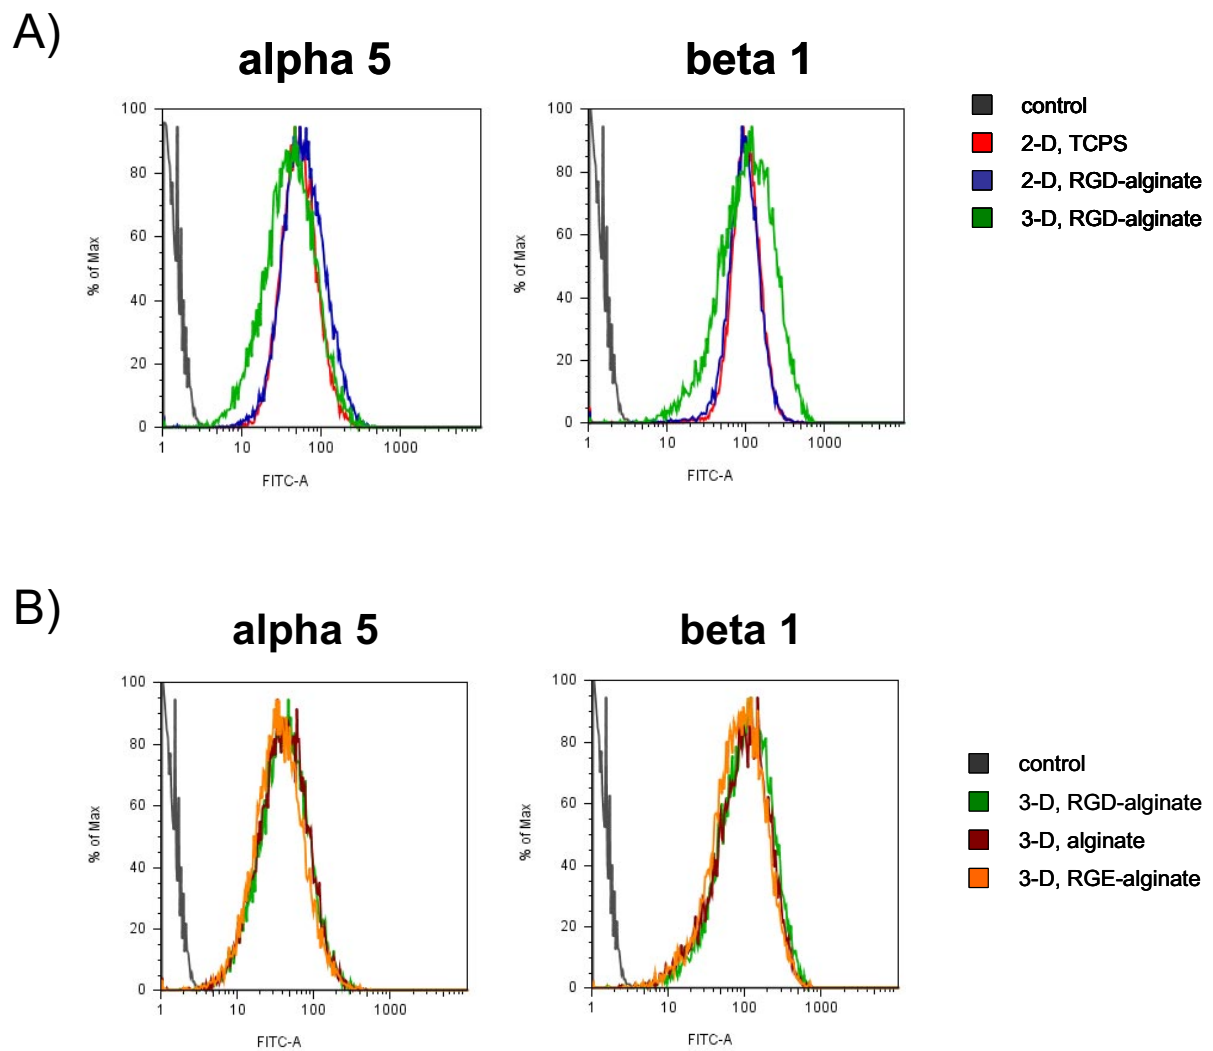 A)
alpha 5
beta 1
100
80
60
40
20
0
% of Max
1
10
100
1000
FITC-A
100
80
60
40
20
0
% of Max
1
10
100
1000
FITC-A
control
2-D, TCPS
2-D, RGD-alginate
3-D, RGD-alginate
B)
alpha 5
beta 1
100
80
60
40
20
0
% of Max
1
10
100
1000
FITC-A
100
80
60
40
20
0
% of Max
1
10
100
1000
FITC-A
control
3-D, RGD-alginate
3-D, alginate
3-D, RGE-alginate